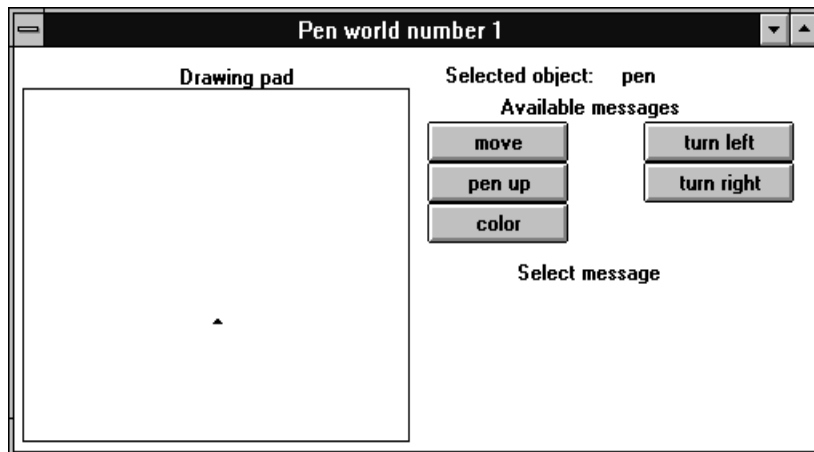 Pen world number 1
Drawing pad
Selected object: pen
Available messages
move
turn left
pen up
turn right
color
Select message